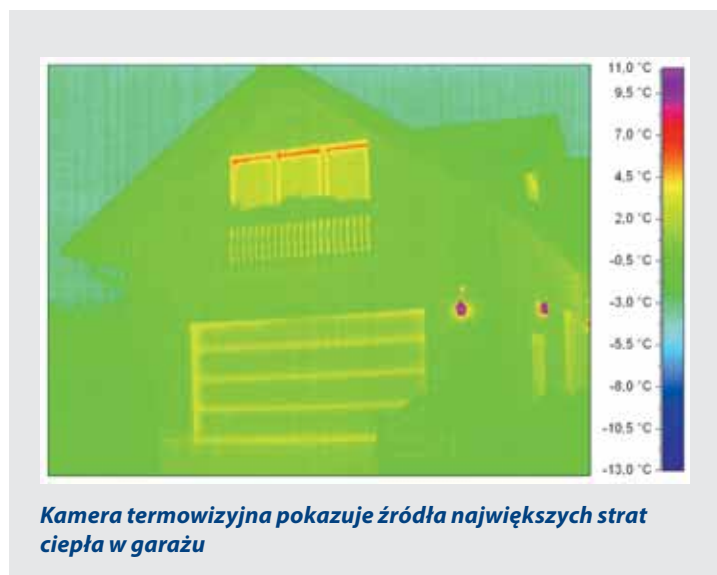 11,0 °C
9,5 °C
7,0 °C
4,5 °C
2,0 °C
-0,5 °C
-3,0 °C
-5,5 °C
-8,0 °C
-10,5 °C
-13,0 °C
Kamera termowizyjna pokazuje źródła największych strat
ciepła w garażu